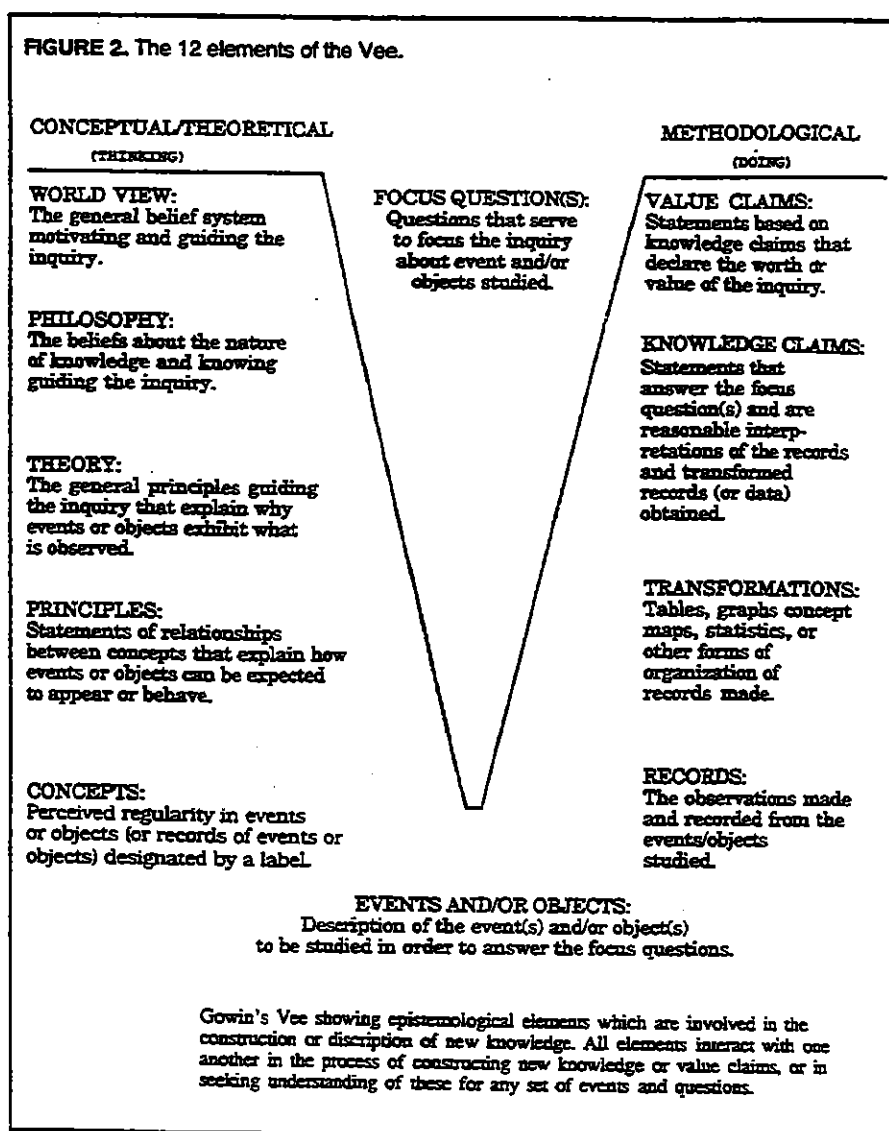 FIGURE 2. The 12 elements of the Vee.
CONCEPTUAL/THEORETICAL
(THINKING)
WORLD VIEW:
The general belief system
motivating and guiding the
inquiry.
PHILOSOPHY:
The beliefs about the nature
of knowledge and knowing
guiding the inquiry.
THEORY:
The general principles guiding
the inquiry that explain why
events or objects exhibit what
is observed.
PRINCIPLES:
Statements of relationships
between concepts that explain how
events or objects can be expected
to appear or behave.
CONCEPTS:
Perceived regularity in events
or objects (or records of events or
objects) designated by a label.
FOCUS QUESTION(S):
Questions that serve
to focus the inquiry
about event and/or
objects studied.
METHODOLOGICAL
(DOING)
VALUE CLAIMS:
Statements based on
knowledge claims that
declare the worth or
value of the inquiry.
KNOWLEDGE CLAIMS:
Statements that
answer the focus
question(s) and are
reasonable interp-
retations of the records
and transformed
records (or data)
obtained.
TRANSFORMATIONS:
Tables, graphs concept
maps, statistics, or
other forms of
organization of
records made.
RECORDS:
The observations made
and recorded from the
events/objects
studied.
EVENTS AND/OR OBJECTS:
Description of the event(s) and/or object(s)
to be studied in order to answer the focus questions.
Gowin's Vee showing epistemological elements which are involved in the
construction or discription of new knowledge. All elements interact with one
another in the process of constructing new knowledge or value claims, or in
seeking understanding of these for any set of events and questions.